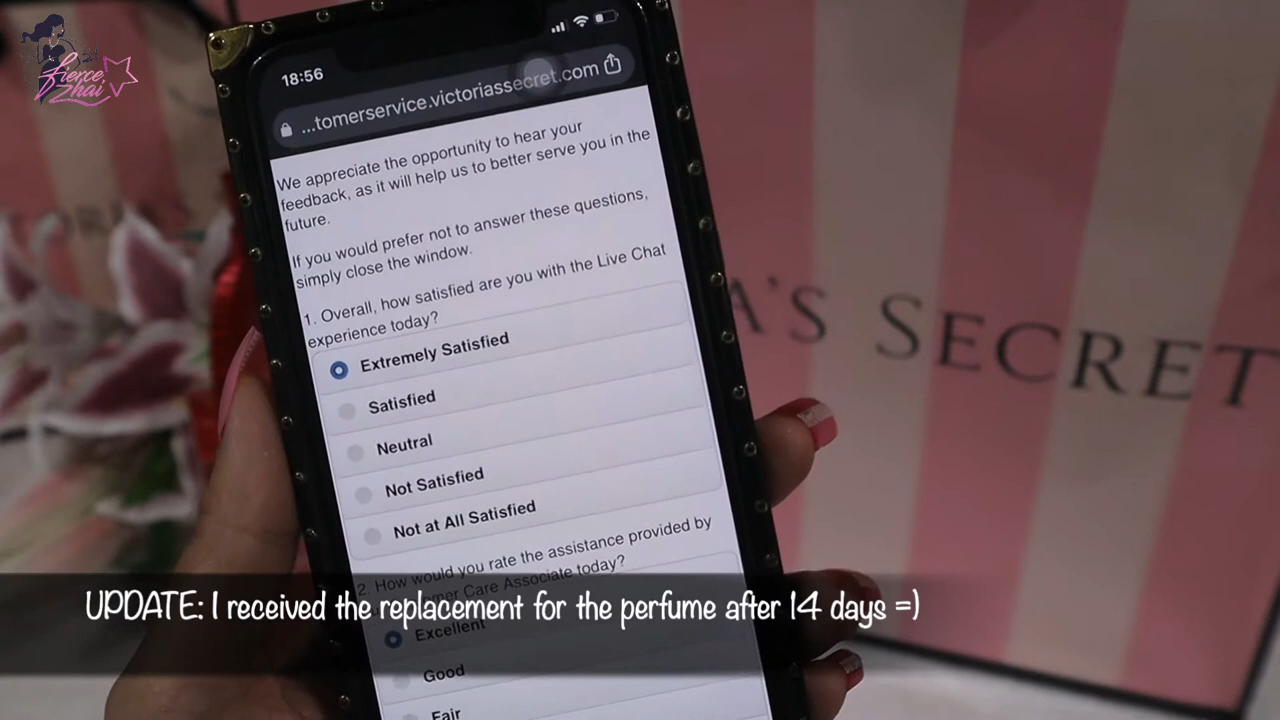 Fierce
Zhai
18:56
...tomerservice.victoriassecret.com
We appreciate the opportunity to hear your
feedback, as it will help us to better serve you in the
future.
If you would prefer not to answer these questions,
simply close the window.
1. Overall, how satisfied are you with the Live Chat
experience today?
Extremely Satisfied
Satisfied
Neutral
Not Satisfied
Not at All Satisfied
2. How would you rate the assistance provided by
omer Care Associate today?
Excellent
Good
Fair
A'S SECRET
UPDATE: I received the replacement for the perfume after 14 days =)